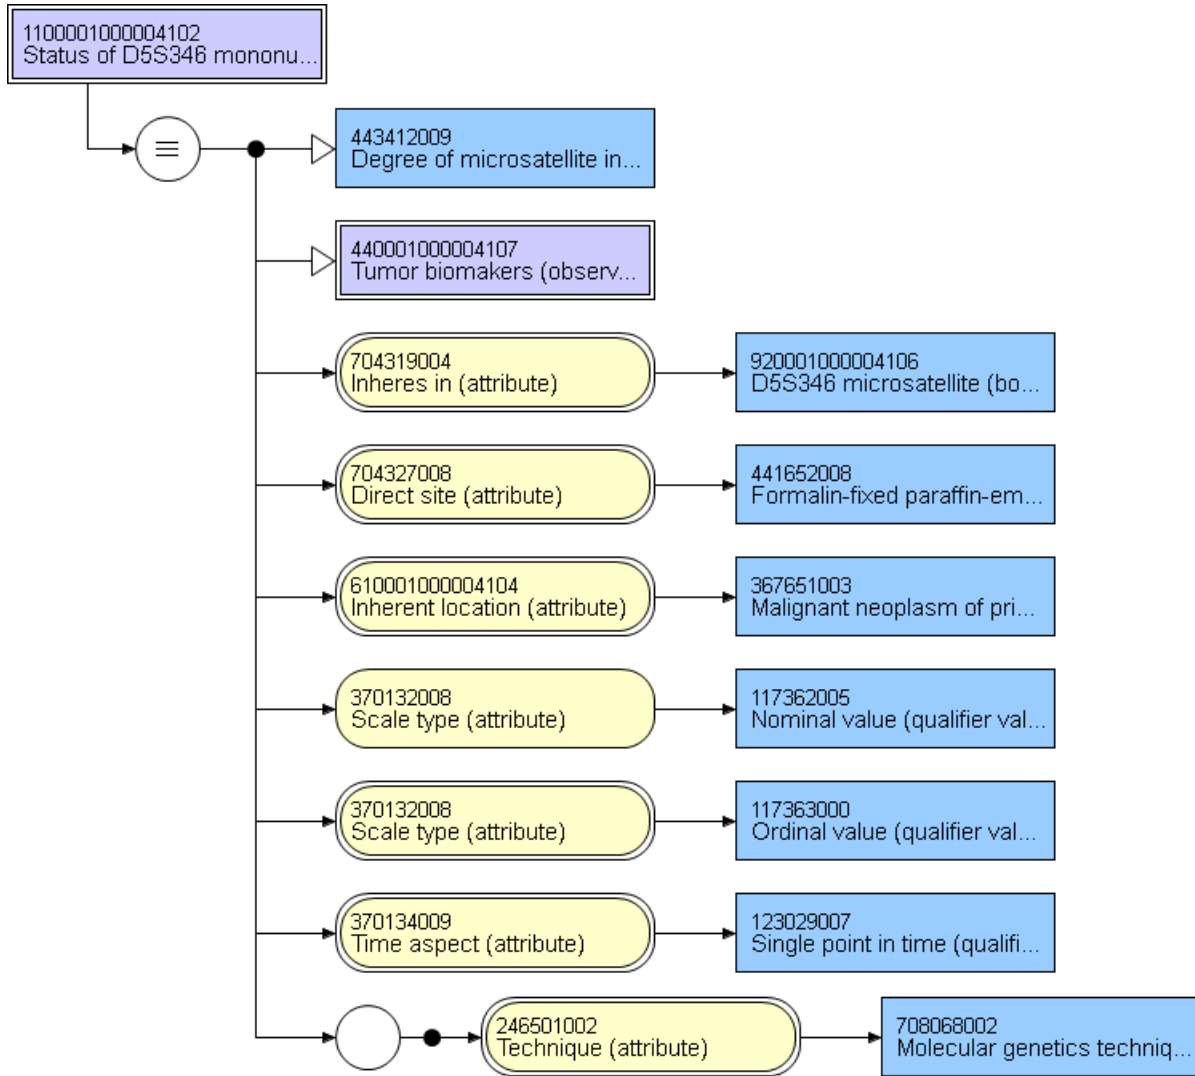 1100001000004102
Status of D5S346 mononu...
443412009
Degree of microsatellite in...
440001000004107
Tumor biomakers (observ...
704319004
Inheres in (attribute)
920001000004106
D5S346 microsatellite (bo...
704327008
Direct site (attribute)
441652008
Formalin-fixed paraffin-em...
610001000004104
Inherent location (attribute)
367651003
Malignant neoplasm of pri...
370132008
Scale type (attribute)
117362005
Nominal value (qualifier val...
370132008
Scale type (attribute)
117363000
Ordinal value (qualifier val...
370134009
Time aspect (attribute)
123029007
Single point in time (qualifi...
246501002
Technique (attribute)
708068002
Molecular genetics techniq...